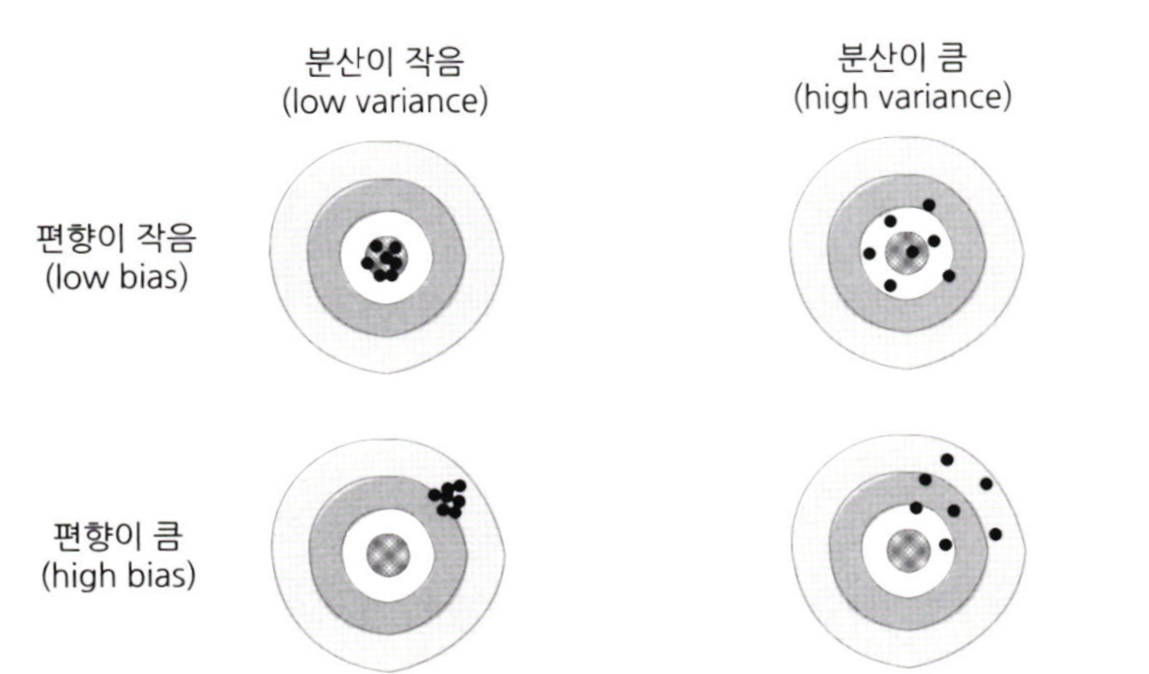 분산이 작음
(low variance)
분산이 큼
(high variance)
편향이 작음
(low bias)
편향이 큼
(high bias)